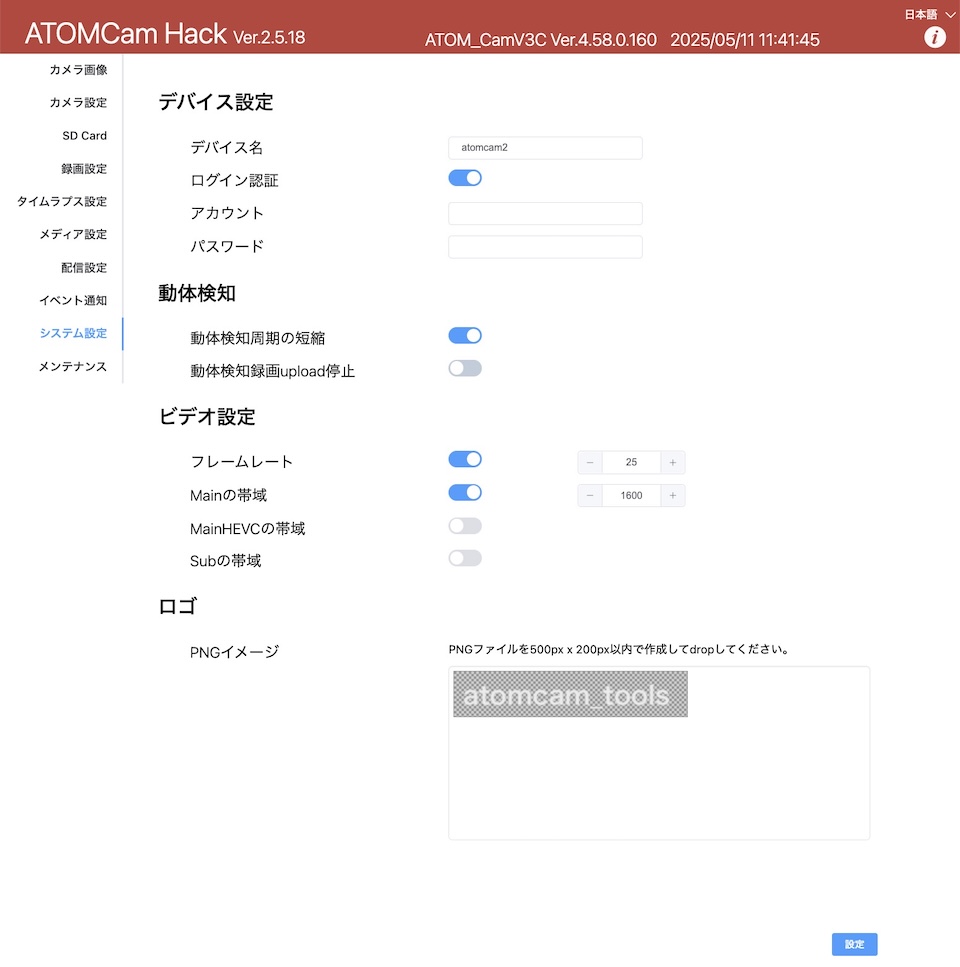 日本語
ATOMCam Hack Ver.2.5.18
ATOM_CamV3C Ver.4.58.0.160 2025/05/11 11:41:45
i
カメラ画像
カメラ設定
SD Card
録画設定
タイムラプス設定
メディア設定
配信設定
イベント通知
システム設定
メンテナンス
デバイス設定
デバイス名 atomcam2
ログイン認証
アカウント
パスワード
動体検知
動体検知周期の短縮
動体検知録画upload停止
ビデオ設定
フレームレート − 25 +
Mainの帯域 − 1600 +
MainHEVCの帯域
Subの帯域
ロゴ
PNGイメージ PNGファイルを500px x 200px以内で作成してdropしてください。
atomcam_tools
設定